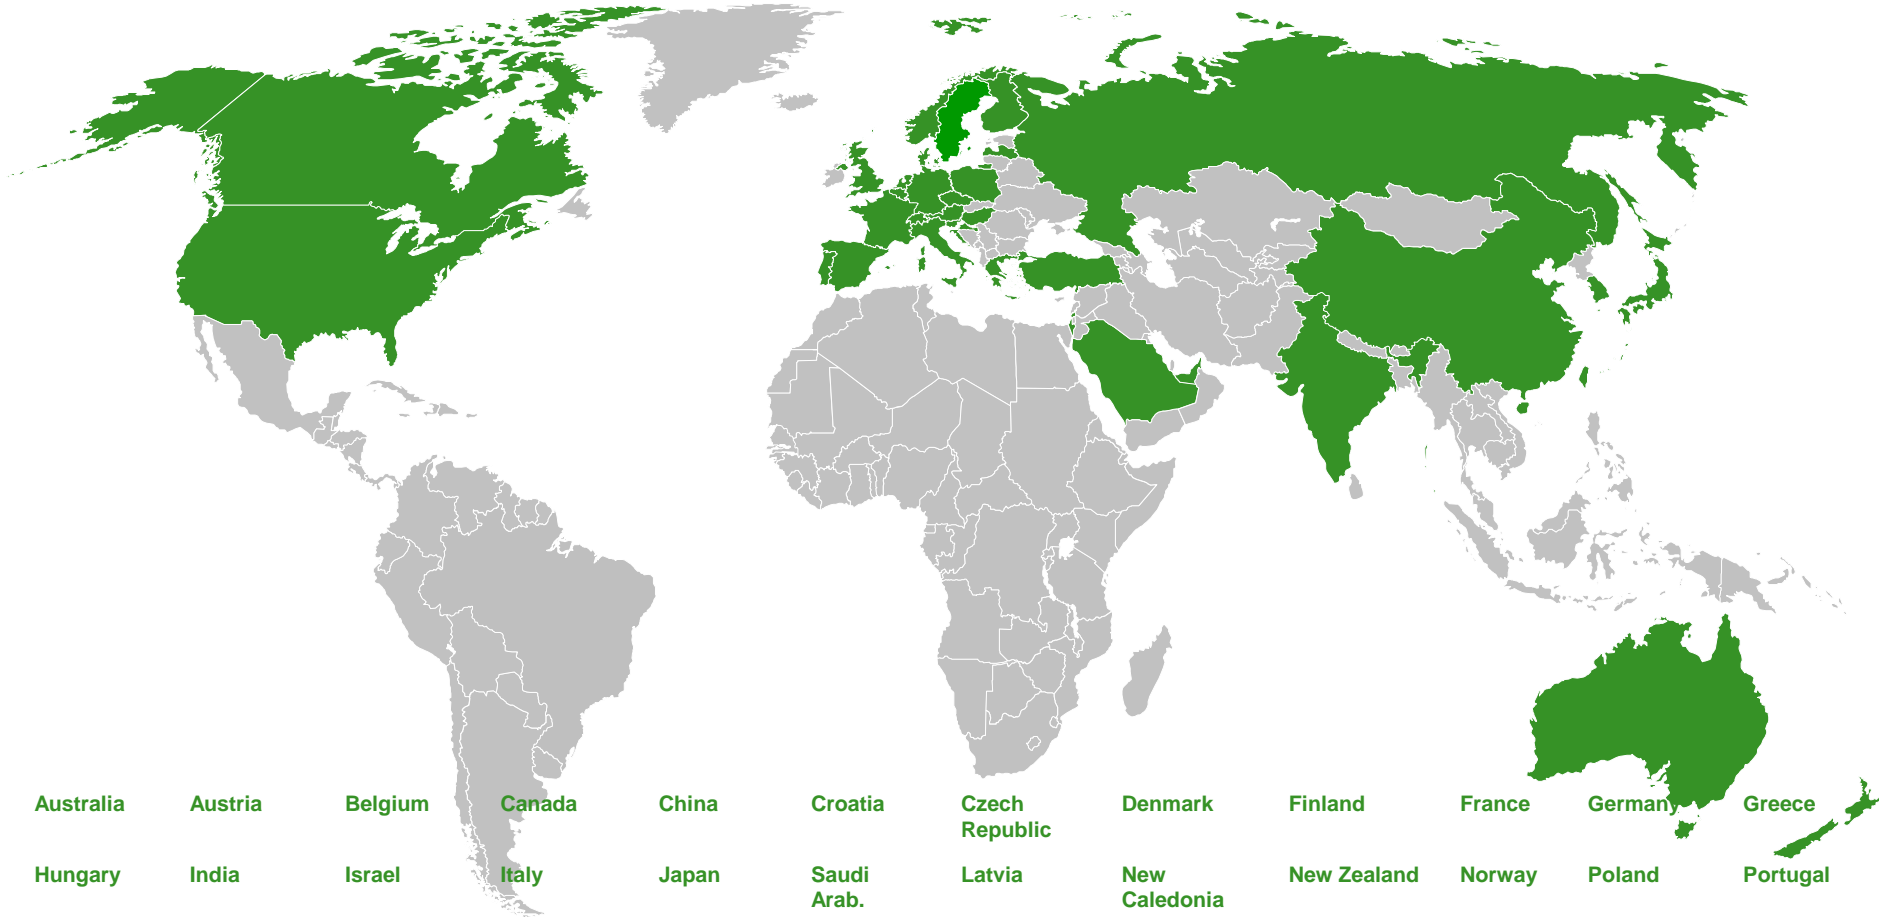 Australia Austria Belgium Canada China Croatia Czech Republic Denmark Finland France Germany Greece
Hungary India Israel Italy Japan Saudi Arab. Latvia New Caledonia New Zealand Norway Poland Portugal